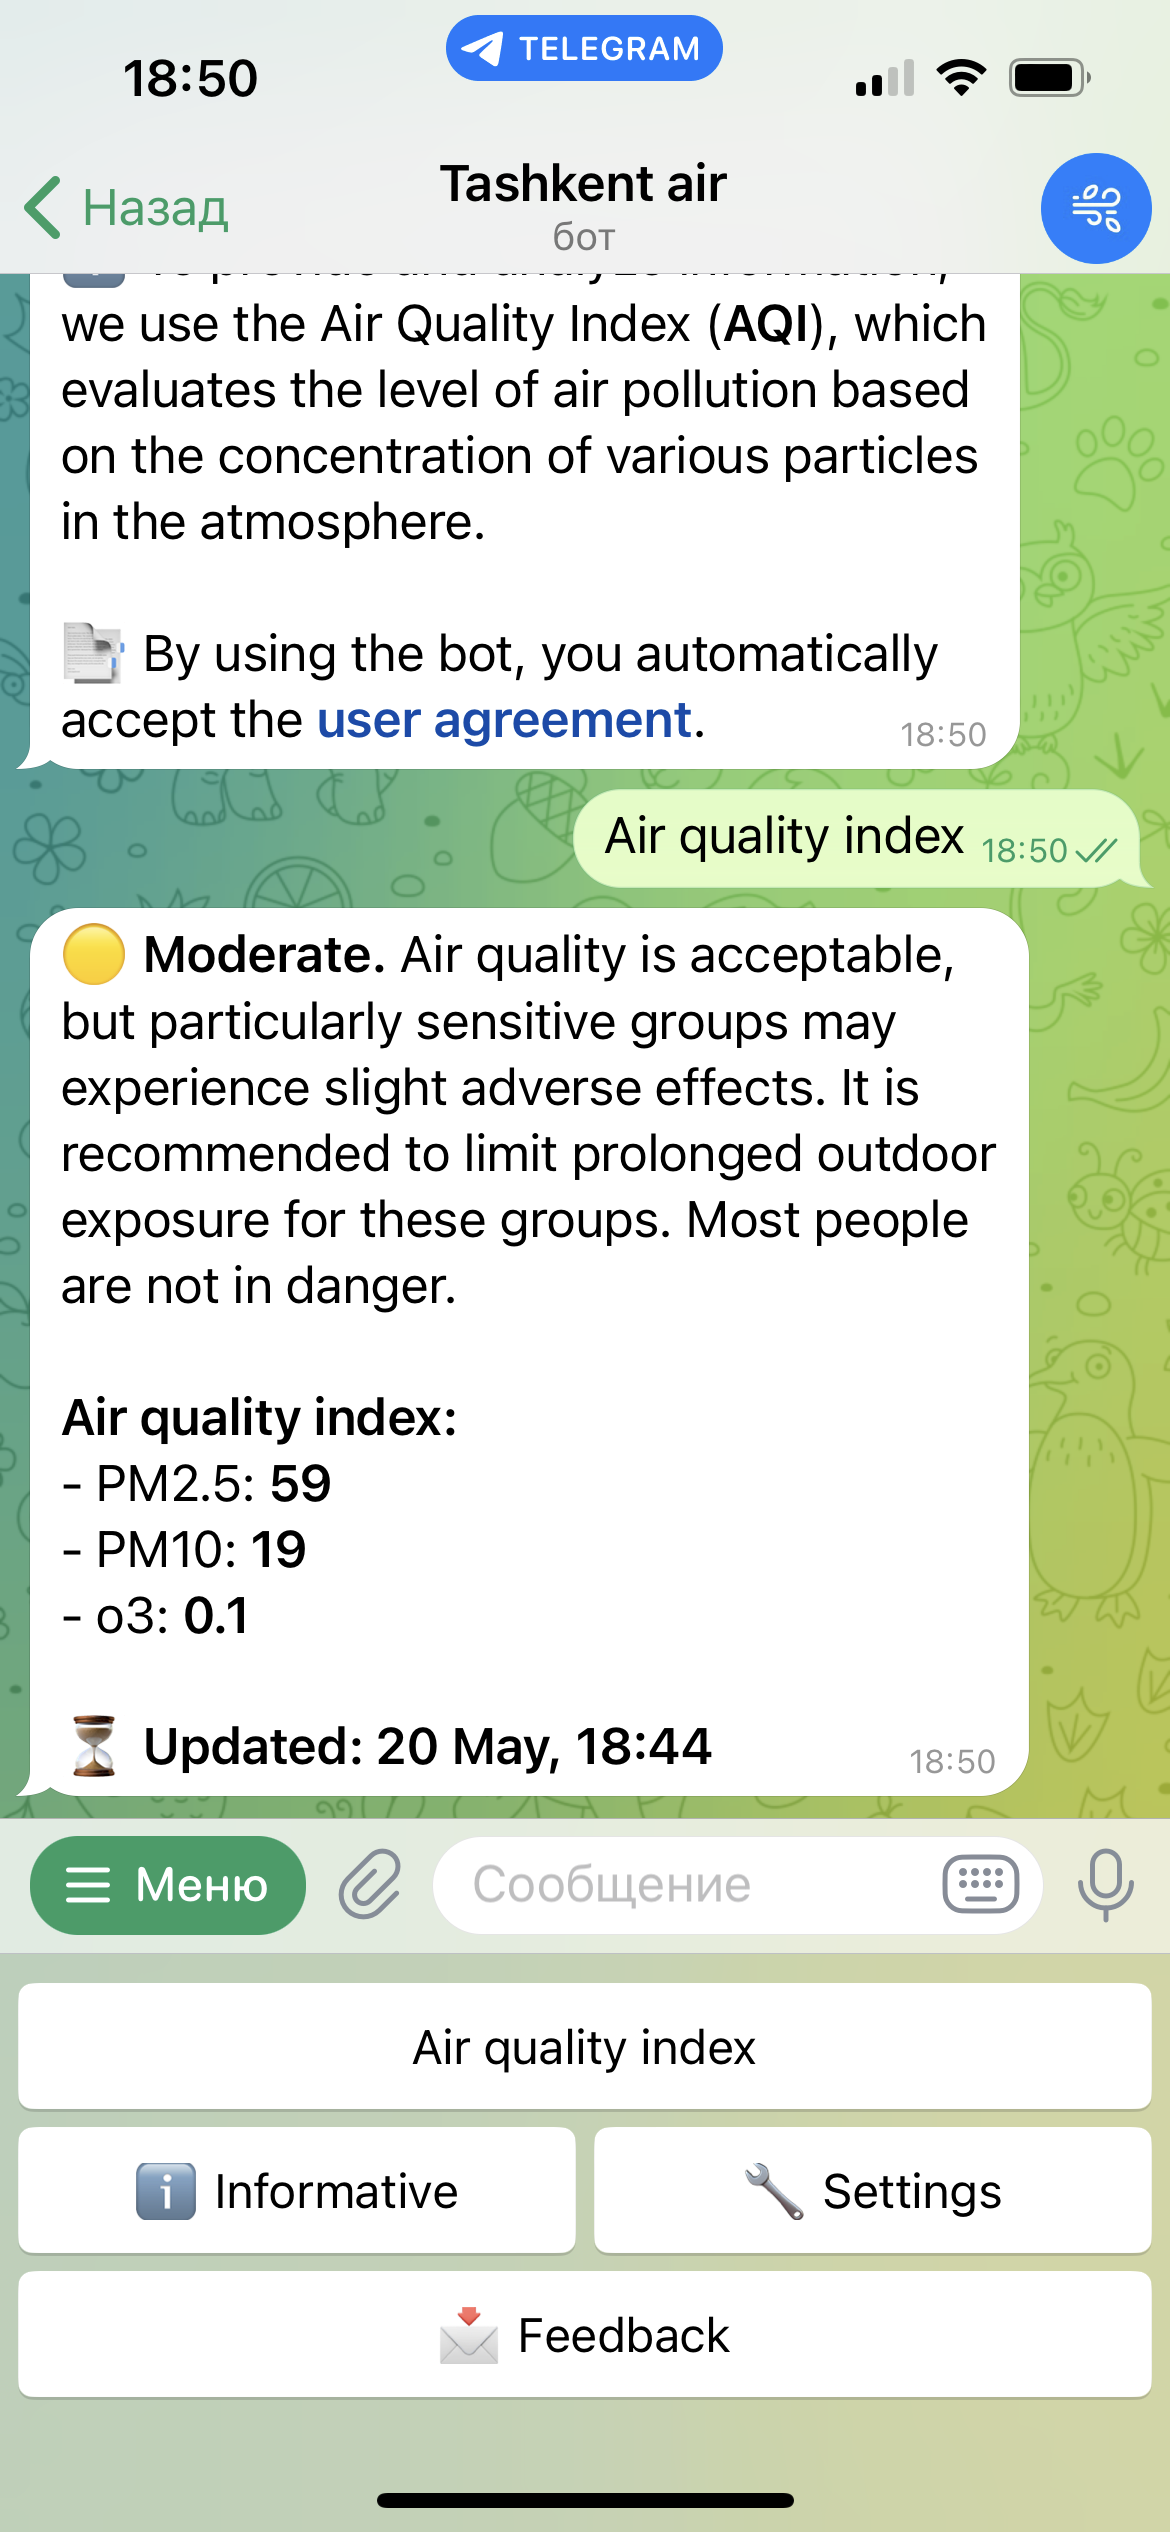 18:50
TELEGRAM
Назад
Tashkent air
бот
To provide and analyze information,
we use the Air Quality Index (AQI), which
evaluates the level of air pollution based
on the concentration of various particles
in the atmosphere.
By using the bot, you automatically
accept the user agreement.
18:50
Air quality index 18:50
Moderate. Air quality is acceptable,
but particularly sensitive groups may
experience slight adverse effects. It is
recommended to limit prolonged outdoor
exposure for these groups. Most people
are not in danger.
Air quality index:
- PM2.5: 59
- PM10: 19
- o3: 0.1
Updated: 20 May, 18:44
18:50
Меню
Сообщение
Air quality index
Informative
Settings
Feedback